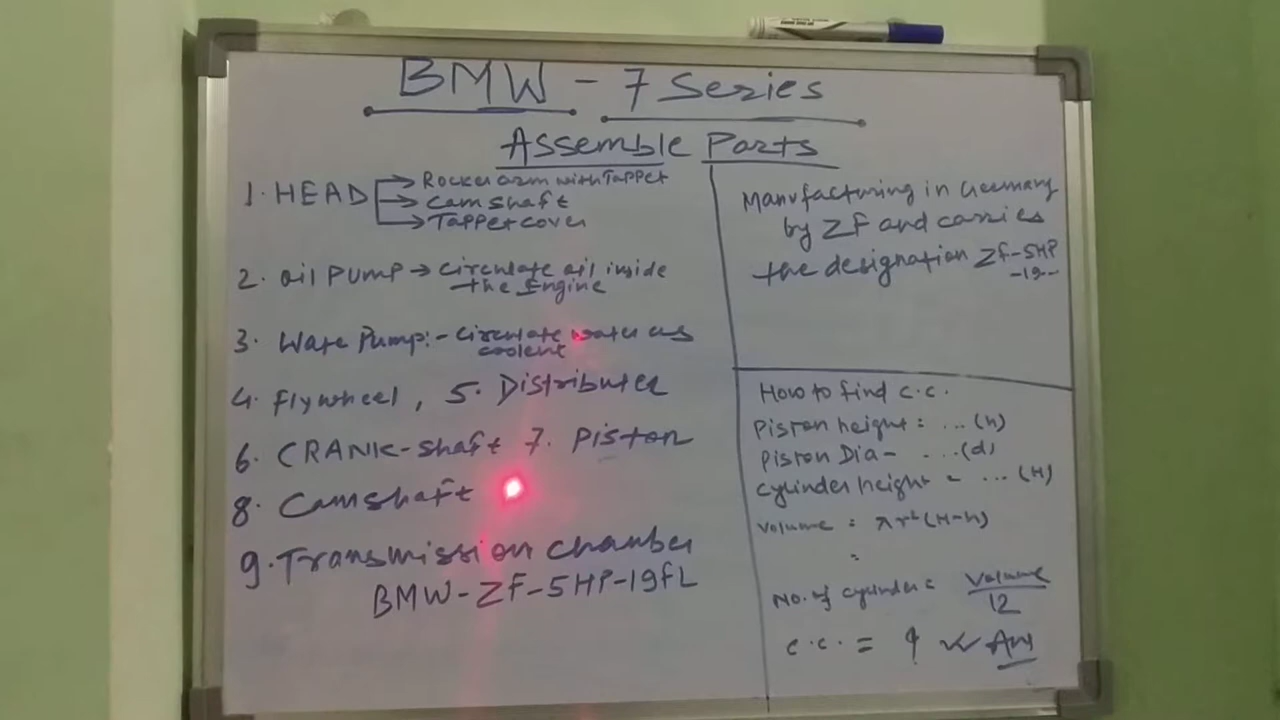 BMW - 7 Series
Assemble Parts
1. HEAD → Rocker arm with Tappet
→ Cam shaft
→ Tappet cover
2. Oil Pump → circulate oil inside
the Engine
3. Wate Pump:- circulate water as
coolent
4. flywheel, 5. Distributer
6. CRANK-shaft 7. Piston
8. Camshaft
9. Transmission chamber
BMW-ZF-5HP-19FL
Manufacturing in Germany
by ZF and carries
the designation ZF-5HP
-19--
How to find c.c.
Piston height = ...(h)
Piston Dia - ...(d)
cylinder height = ...(H)
Volume = πr²(H-h)
=
No. of cylinder = Volume
12
c.c. = Ans